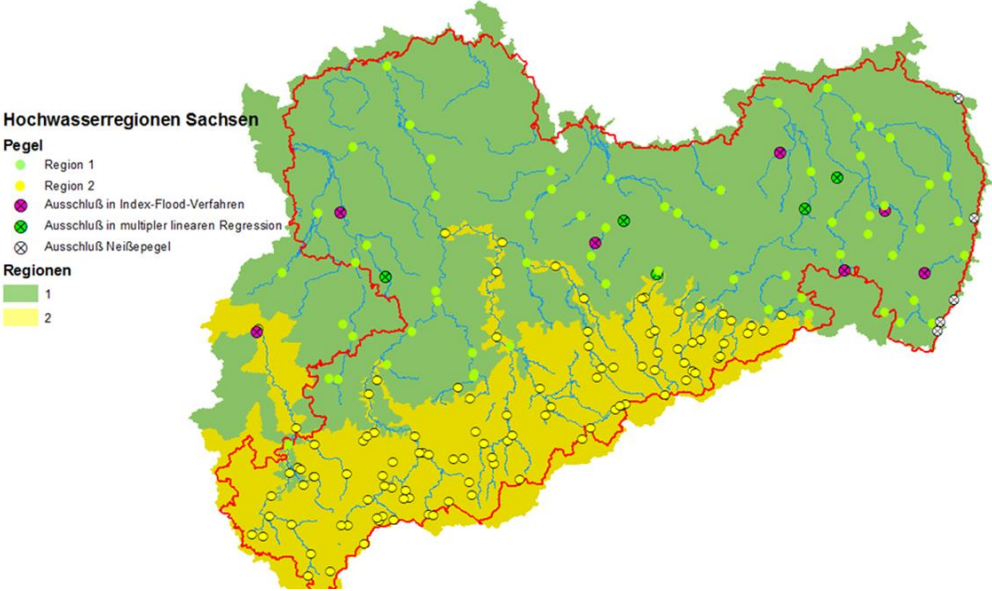 Hochwasserregionen Sachsen
Pegel
Region 1
Region 2
Ausschluß in Index-Flood-Verfahren
Ausschluß in multipler linearen Regression
Ausschluß Neißepegel
Regionen
1
2